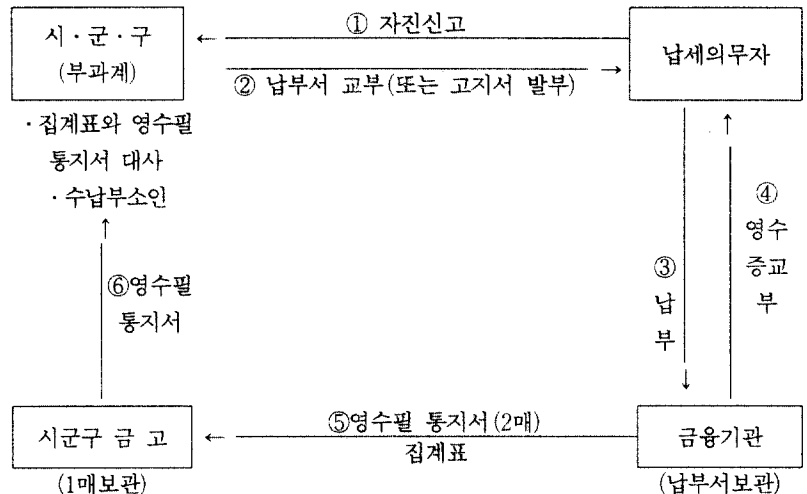 시·군·구
(부과계)
① 자진신고
② 납부서 교부(또는 고지서 발부)
납세의무자
·집계표와 영수필
통지서 대사
·수납부소인
③
납
부
④
영수
증교
부
⑥영수필
통지서
시군구 금 고
(1매보관)
⑤영수필 통지서(2매)
집계표
금융기관
(납부서보관)